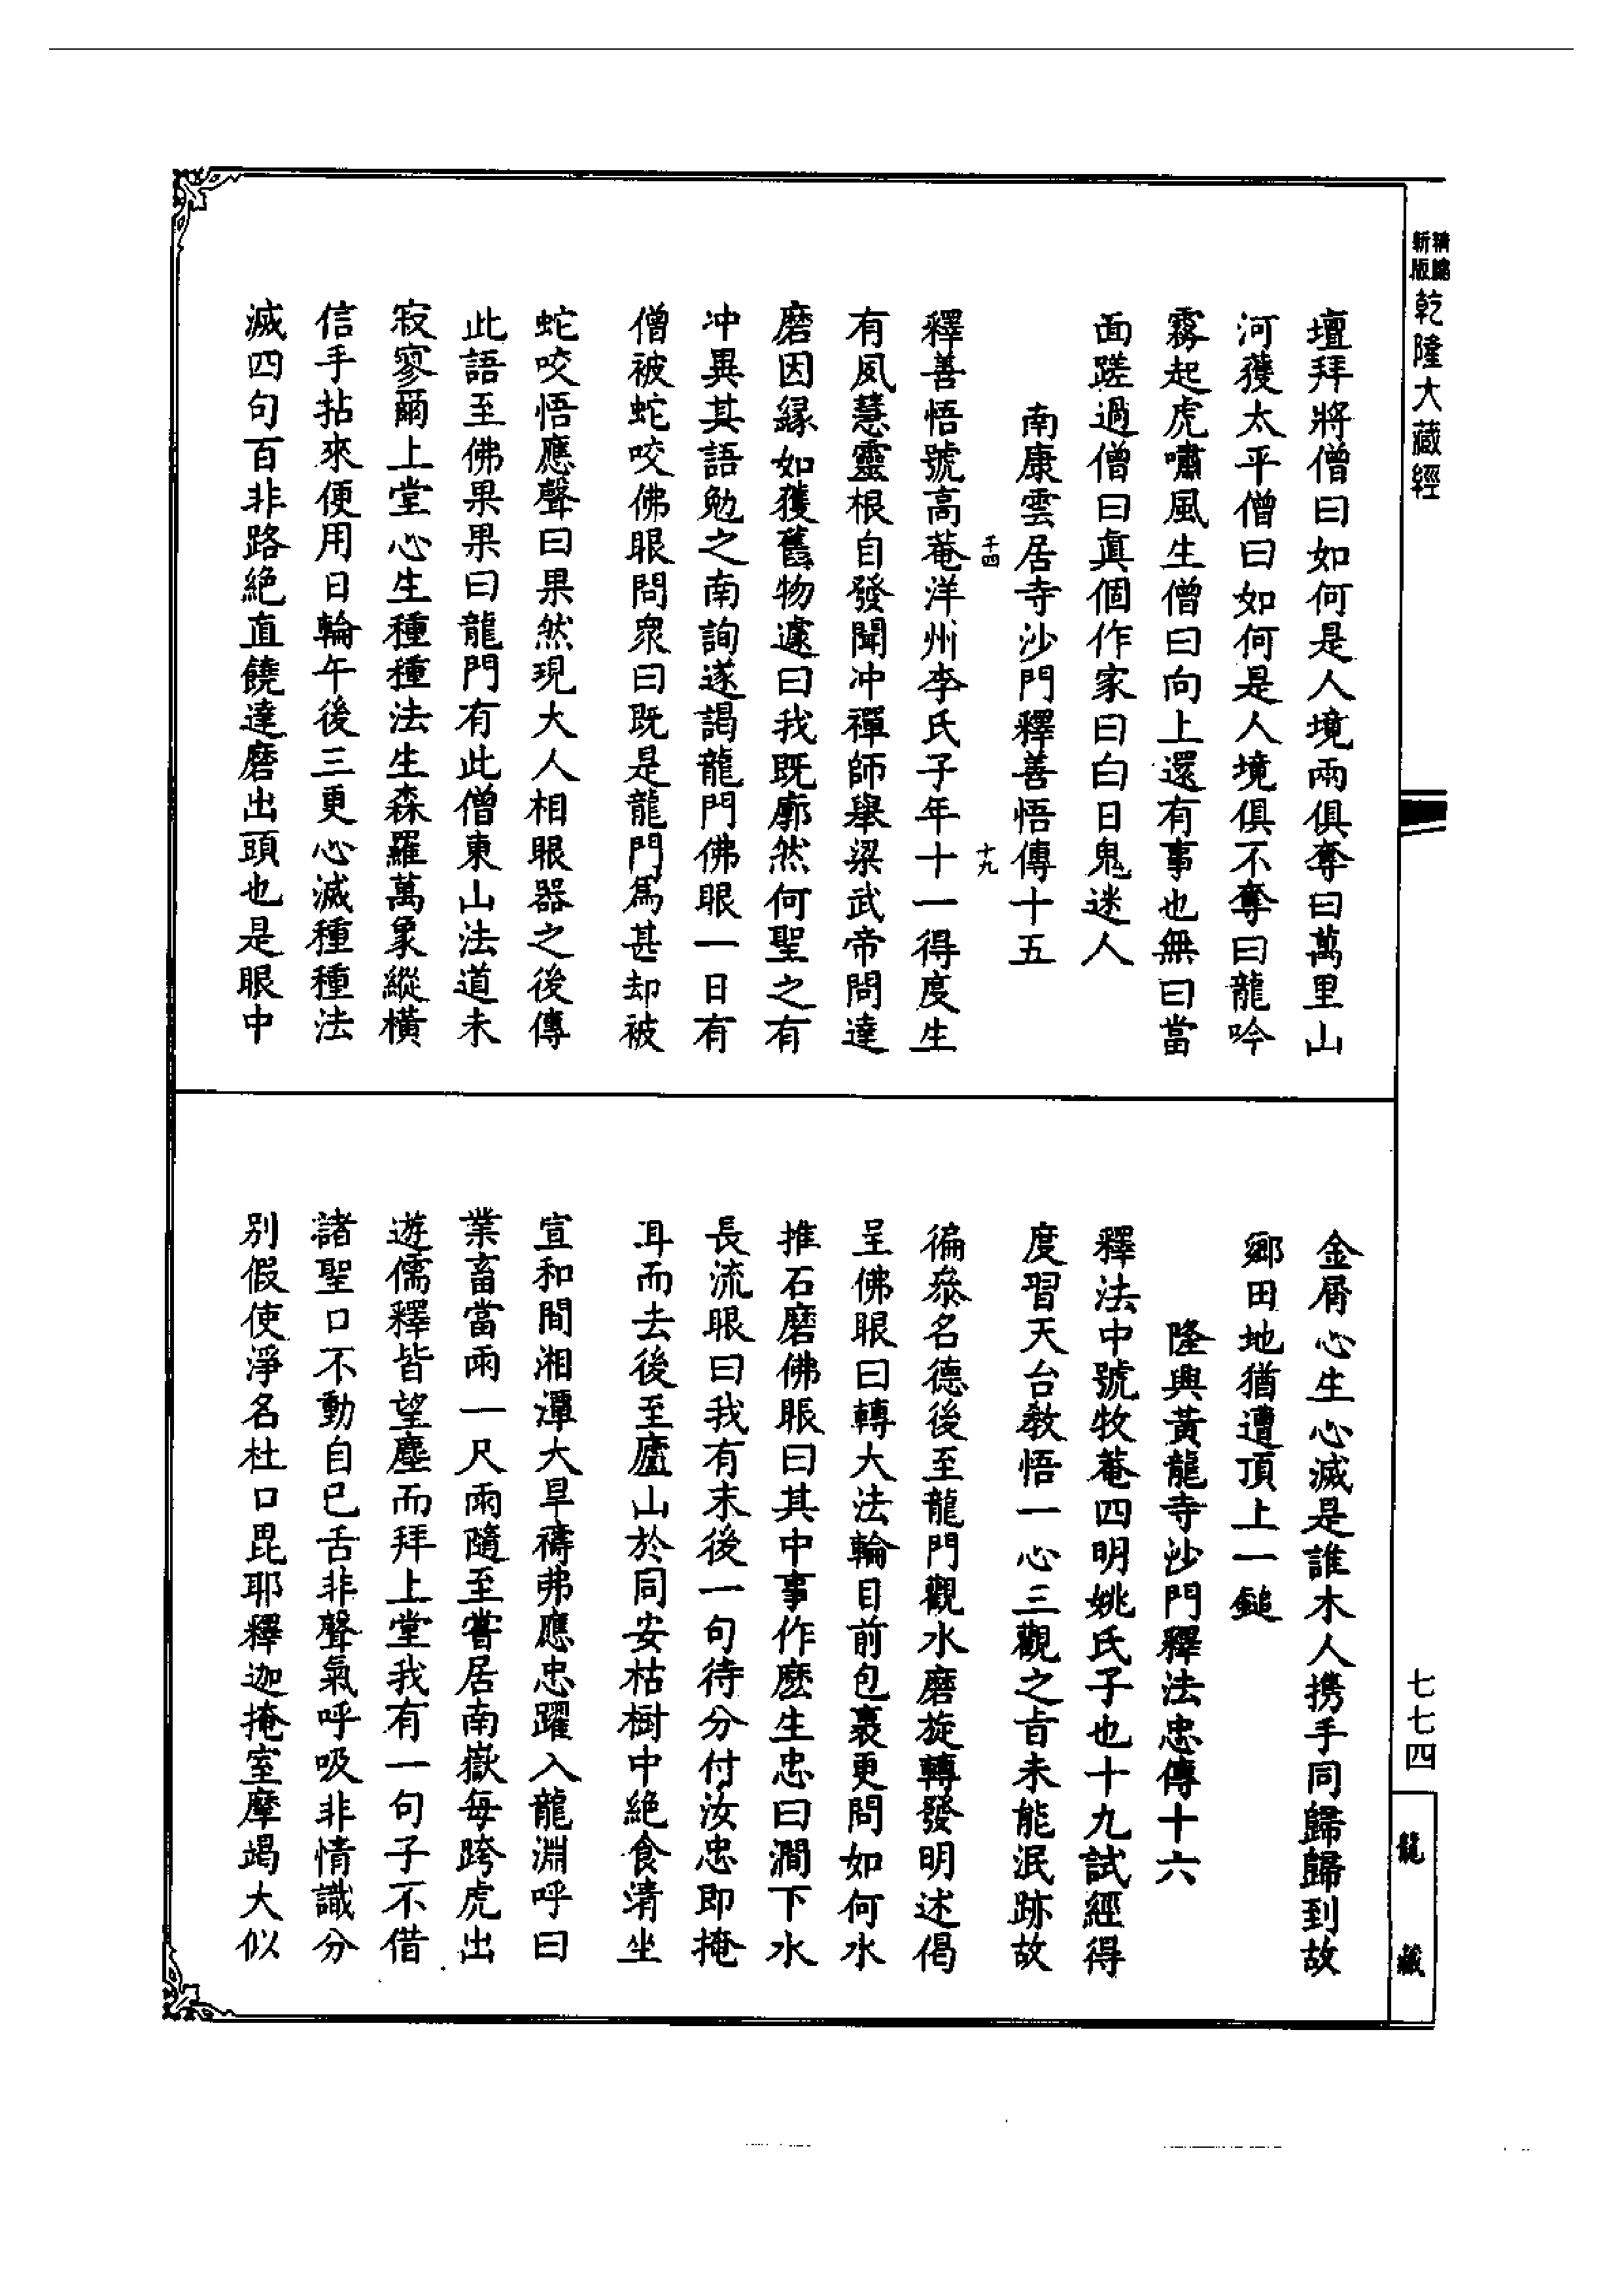 新版精縮乾隆大藏經
壇拜將僧曰如何是人境兩俱奪曰萬里山
河獲太平僧曰如何是人境俱不奪曰龍吟
霧起虎嘯風生僧曰向上還有事也無曰當
面蹉過僧曰眞個作家曰白日鬼迷人
南康雲居寺沙門釋善悟傳十五
千四
十九
釋善悟號高菴洋州李氏子年十一得度生
有夙慧靈根自發聞冲禪師舉梁武帝問達
磨因縁如獲舊物遽曰我既廓然何聖之有
冲異其語勉之南詢遂謁龍門佛眼一日有
僧被蛇咬佛眼問衆曰既是龍門爲甚却被
蛇咬悟應聲曰果然現大人相眼器之後傳
此語至佛果果曰龍門有此僧東山法道未
寂寥爾上堂心生種種法生森羅萬象縱橫
信手拈來便用日輪午後三更心滅種種法
滅四句百非路絶直饒達磨出頭也是眼中
金屑心生心滅是誰木人携手同歸歸到故
鄉田地猶遭頂上一鎚
隆興黃龍寺沙門釋法忠傳十六
釋法中號牧菴四明姚氏子也十九試經得
度習天台教悟一心三觀之旨未能泯跡故
徧叅名德後至龍門觀水磨旋轉發明述偈
呈佛眼曰轉大法輪目前包裹更問如何水
推石磨佛眼曰其中事作麽生忠曰澗下水
長流眼曰我有末後一句待分付汝忠即掩
耳而去後至廬山於同安枯樹中絶食清坐
宣和間湘潭大旱禱弗應忠躍入龍淵呼曰
業畜當雨一尺雨隨至嘗居南嶽每跨虎出
遊儒釋皆望塵而拜上堂我有一句子不借
諸聖口不動自已舌非聲氣呼吸非情識分
別假使淨名杜口毘耶釋迦掩室摩竭大似
七七四
龍藏